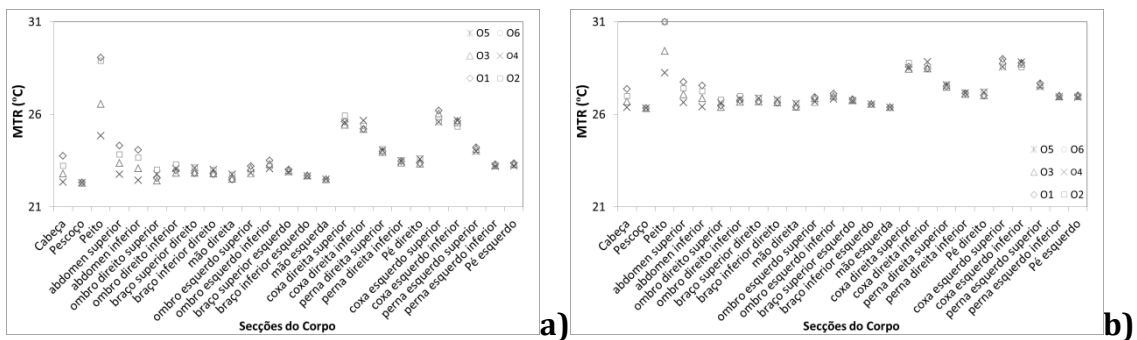 31
26
21
MTR (°C)
O5 O6
O3 O4
O1 O2
Cabeça
Pescoço
Peito
abdomen superior
abdomen inferior
ombro direito superior
ombro direito inferior
braço superior direito
braço inferior direito
mão direita
ombro esquerdo superior
ombro esquerdo inferior
braço superior esquerdo
braço inferior esquerdo
mão esquerda
coxa direita superior
coxa direita inferior
perna direita superior
perna direita inferior
Pé direito
coxa esquerdo superior
coxa esquerdo inferior
perna esquerdo superior
perna esquerdo inferior
Pé esquerdo
Secções do Corpo
a)
31
26
21
MTR (°C)
O5 O6
O3 O4
O1 O2
Cabeça
Pescoço
Peito
abdomen superior
abdomen inferior
ombro direito superior
ombro direito inferior
braço superior direito
braço inferior direito
mão direita
ombro esquerdo superior
ombro esquerdo inferior
braço superior esquerdo
braço inferior esquerdo
mão esquerda
coxa direita superior
coxa direita inferior
perna direita superior
perna direita inferior
Pé direito
coxa esquerdo superior
coxa esquerdo inferior
perna esquerdo superior
perna esquerdo inferior
Pé esquerdo
Secções do Corpo
b)